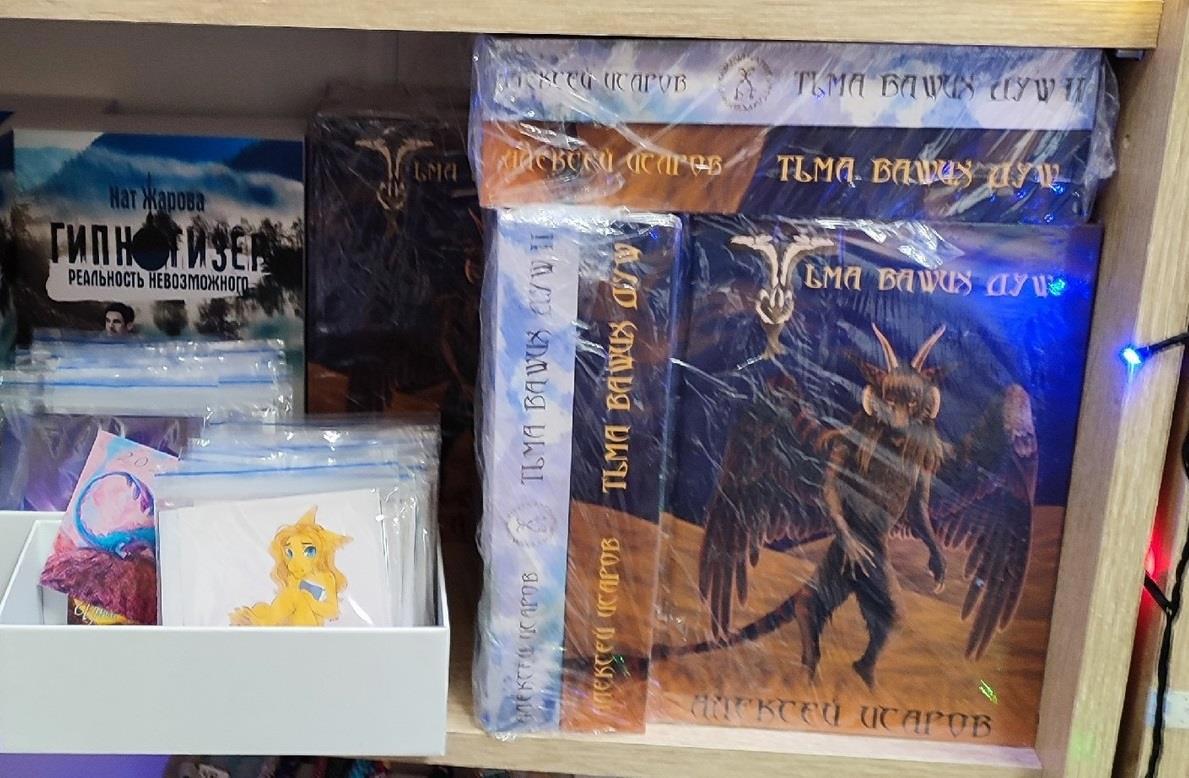 Нат Жарова
ГИПНОТИЗЕР
РЕАЛЬНОСТЬ НЕВОЗМОЖНОГО
ТЬМА
АЛЕКСЕЙ ИСАРОВ ТЬМА ВАШИХ ДУШ II
АЛЕКСЕЙ ИСАРОВ ТЬМА ВАШИХ ДУШ
АЛЕКСЕЙ ИСАРОВ ТЬМА ВАШИХ ДУШ II
АЛЕКСЕЙ ИСАРОВ ТЬМА ВАШИХ ДУШ
ТЬМА ВАШИХ ДУШ
АЛЕКСЕЙ ИСАРОВ